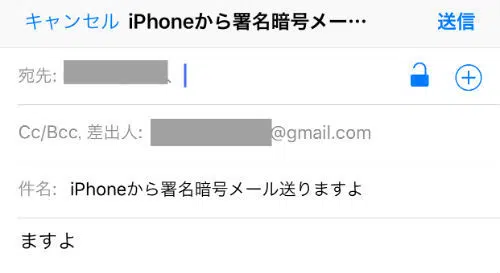 キャンセル iPhoneから署名暗号メー… 送信
宛先: 、
Cc/Bcc, 差出人: @gmail.com
件名: iPhoneから署名暗号メール送りますよ
ますよ